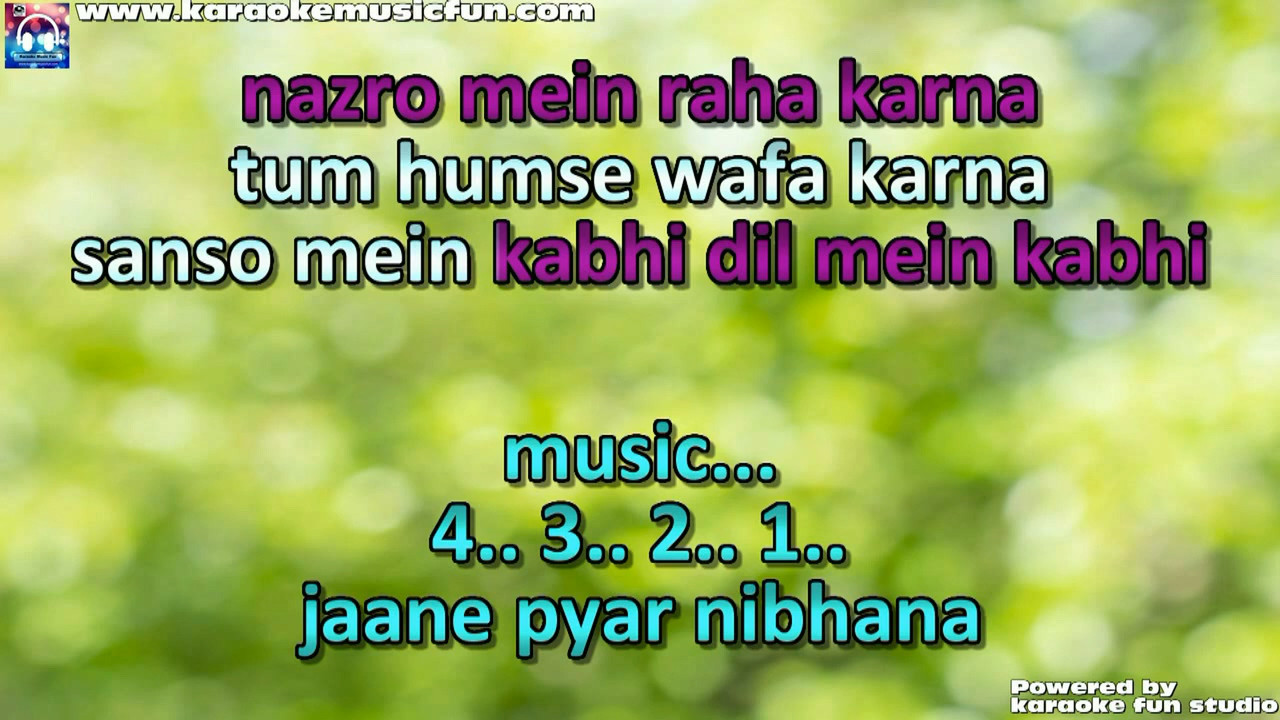 www.karaokemusicfun.com
nazro mein raha karna
tum humse wafa karna
sanso mein kabhi dil mein kabhi
music...
4.. 3.. 2.. 1..
jaane pyar nibhana
Powered by
karaoke fun studio